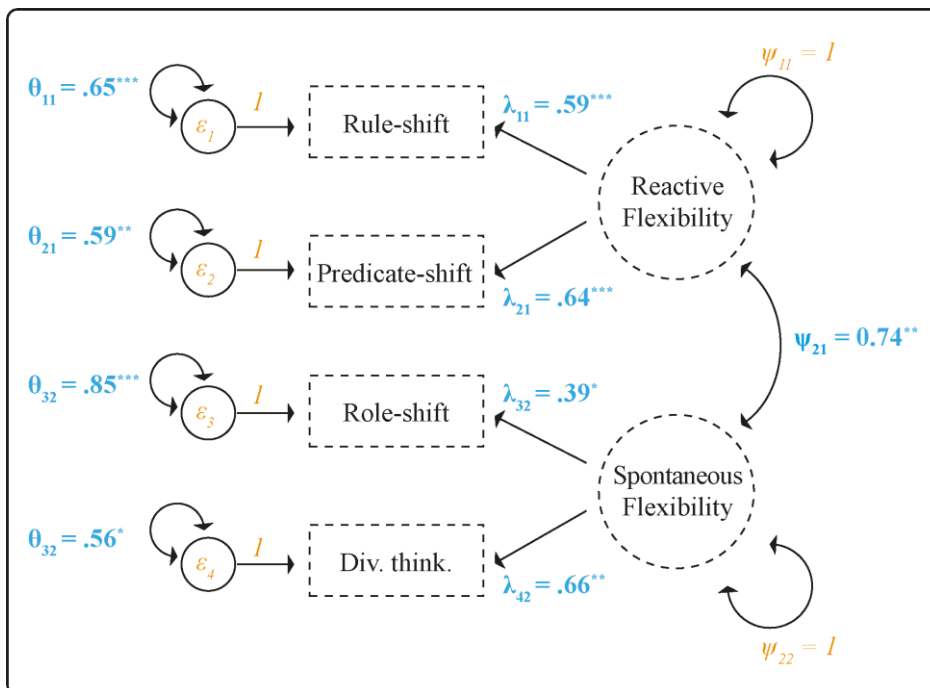 θ11 = .65***
ε1
1
Rule-shift
λ11 = .59***
ψ11 = 1
Reactive
Flexibility
θ21 = .59**
ε2
1
Predicate-shift
λ21 = .64***
ψ21 = 0.74**
θ32 = .85***
ε3
1
Role-shift
λ32 = .39*
Spontaneous
Flexibility
θ32 = .56*
ε4
1
Div. think.
λ42 = .66**
ψ22 = 1